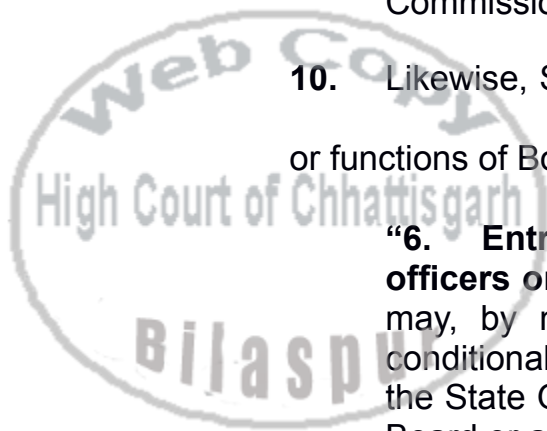 Commissio
10. Likewise, S
or functions of Bo
Web Copy
High Court of Chhattisgarh
Bilaspur
“6. Entr
officers or
may, by
conditional
the State